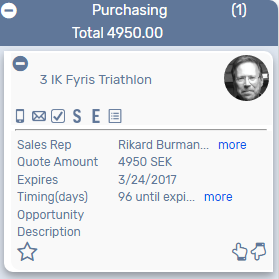 Purchasing (1)
Total 4950.00
3 IK Fyris Triathlon
S E
Sales Rep Rikard Burman... more
Quote Amount 4950 SEK
Expires 3/24/2017
Timing(days) 96 until expi... more
Opportunity
Description